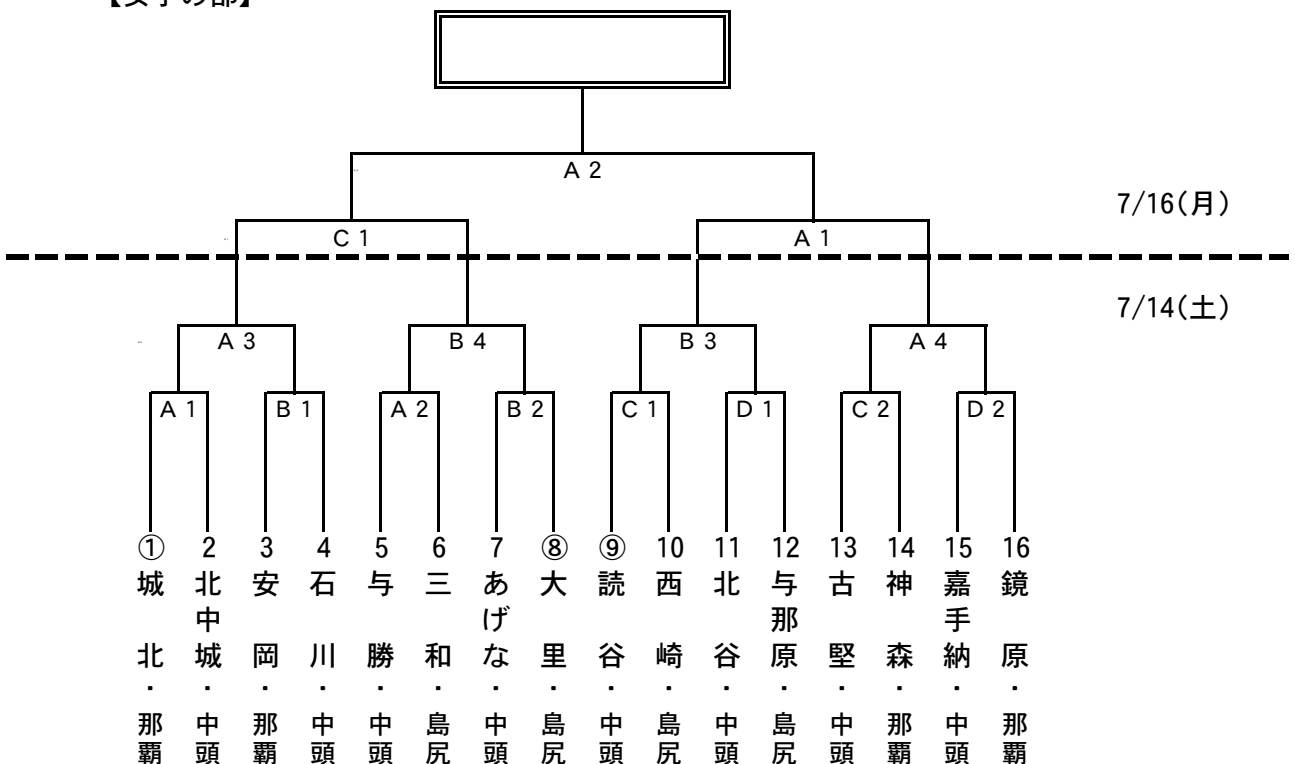 【女子の部】
A 2
7/16(月)
C 1
A 1
7/14(土)
A 3
B 4
B 3
A 4
A 1
B 1
A 2
B 2
C 1
D 1
C 2
D 2
① 城北・那覇
2 北中城・中頭
3 安岡・那覇
4 石川・中頭
5 与勝・中頭
6 三和・島尻
7 あげな・中頭
⑧ 大里・島尻
⑨ 読谷・中頭
10 西崎・島尻
11 北谷・中頭
12 与那原・島尻
13 古堅・中頭
14 神森・那覇
15 嘉手納・中頭
16 鏡原・那覇